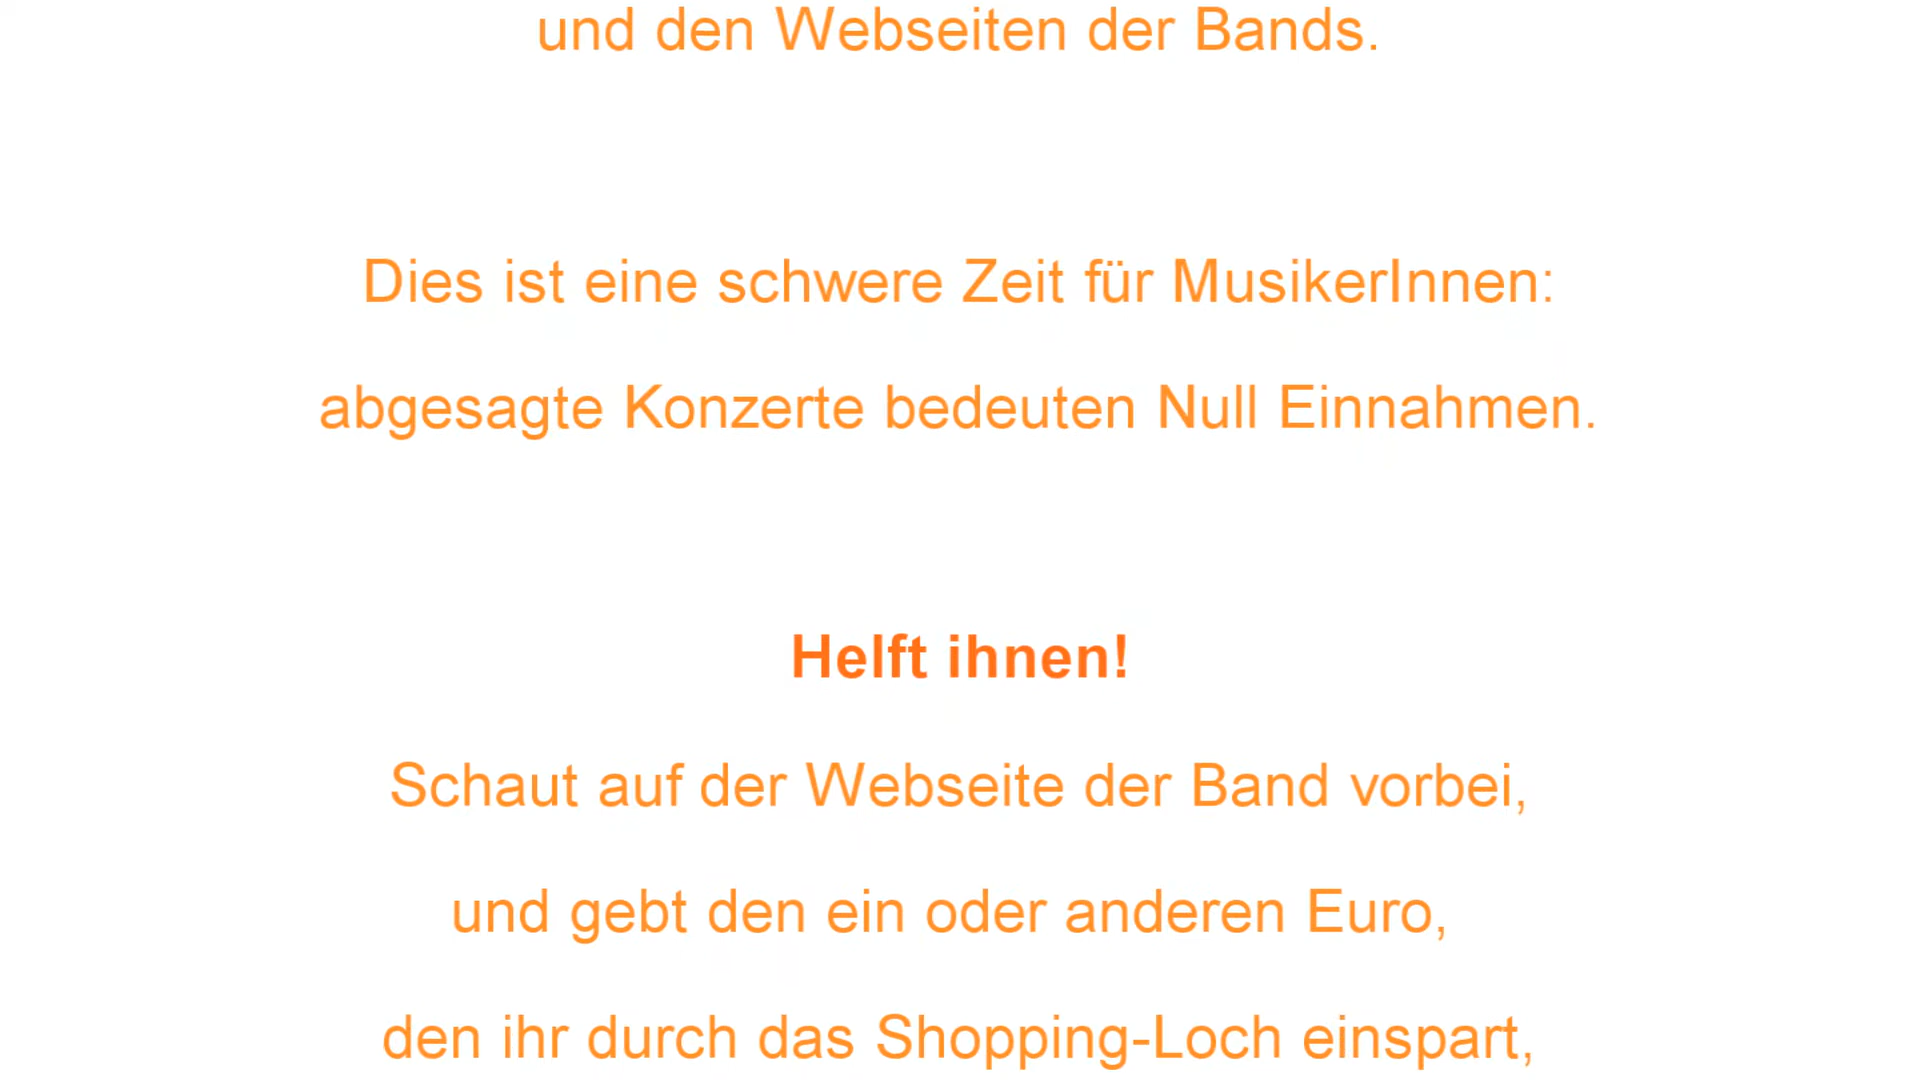 und den Webseiten der Bands.
Dies ist eine schwere Zeit für MusikerInnen:
abgesagte Konzerte bedeuten Null Einnahmen.
Helft ihnen!
Schaut auf der Webseite der Band vorbei,
und gebt den ein oder anderen Euro,
den ihr durch das Shopping-Loch einspart,